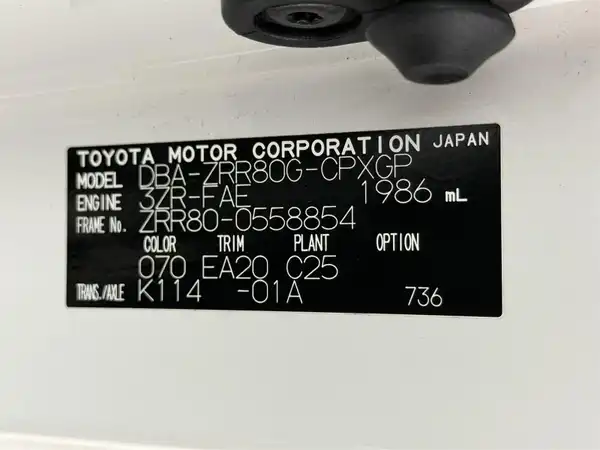 TOYOTA MOTOR CORPORATION JAPAN
MODEL DBA-ZRR80G-CPXGP
ENGINE 3ZR-FAE 1986 mL
FRAME No. ZRR80-0558854
COLOR TRIM PLANT OPTION
070 EA20 C25
TRANS./AXLE K114 -01A 736